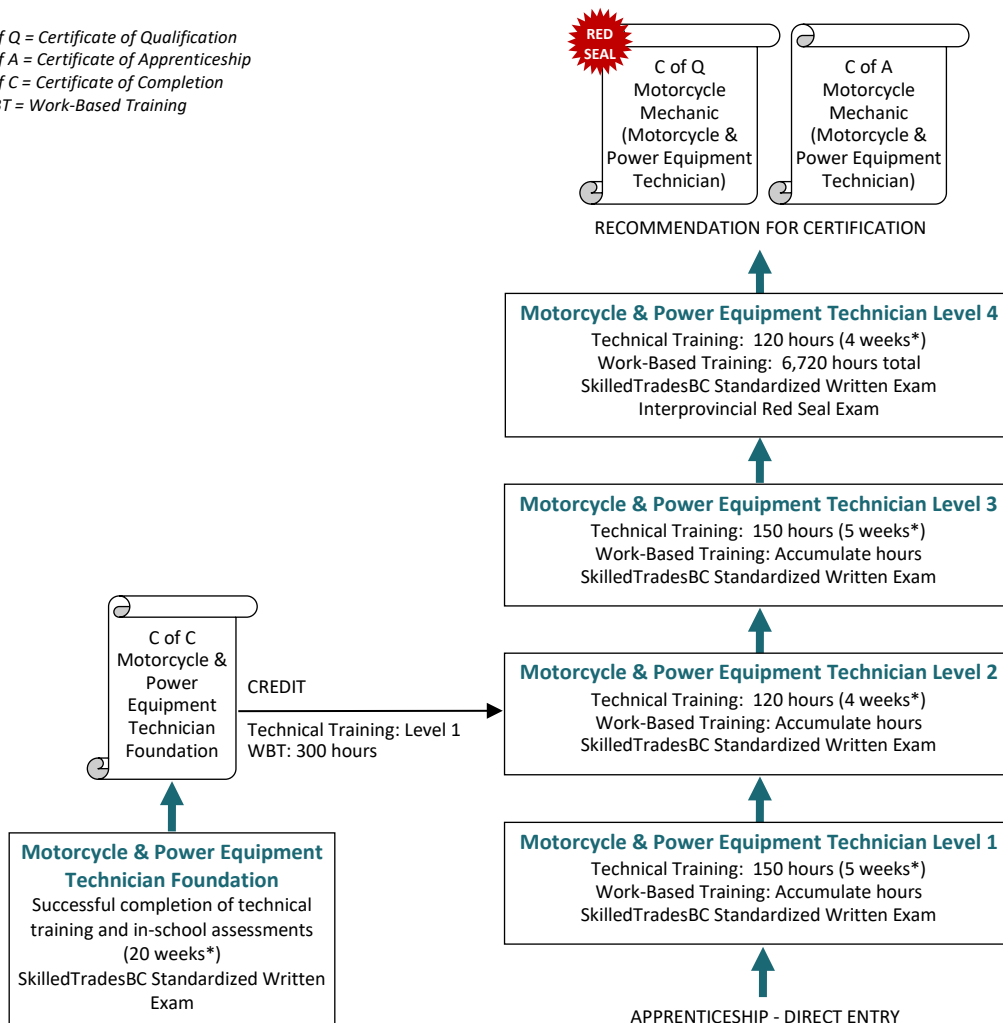 f Q = Certificate of Qualification
f A = Certificate of Apprenticeship
f C = Certificate of Completion
BT = Work-Based Training
RED
SEAL
C of Q
Motorcycle
Mechanic
(Motorcycle &
Power Equipment
Technician)
C of A
Motorcycle
Mechanic
(Motorcycle &
Power Equipment
Technician)
RECOMMENDATION FOR CERTIFICATION
Motorcycle & Power Equipment Technician Level 4
Technical Training: 120 hours (4 weeks*)
Work-Based Training: 6,720 hours total
SkilledTradesBC Standardized Written Exam
Interprovincial Red Seal Exam
Motorcycle & Power Equipment Technician Level 3
Technical Training: 150 hours (5 weeks*)
Work-Based Training: Accumulate hours
SkilledTradesBC Standardized Written Exam
C of C
Motorcycle &
Power
Equipment
Technician
Foundation
CREDIT
Technical Training: Level 1
WBT: 300 hours
Motorcycle & Power Equipment Technician Level 2
Technical Training: 120 hours (4 weeks*)
Work-Based Training: Accumulate hours
SkilledTradesBC Standardized Written Exam
Motorcycle & Power Equipment
Technician Foundation
Successful completion of technical
training and in-school assessments
(20 weeks*)
SkilledTradesBC Standardized Written
Exam
Motorcycle & Power Equipment Technician Level 1
Technical Training: 150 hours (5 weeks*)
Work-Based Training: Accumulate hours
SkilledTradesBC Standardized Written Exam
APPRENTICESHIP - DIRECT ENTRY